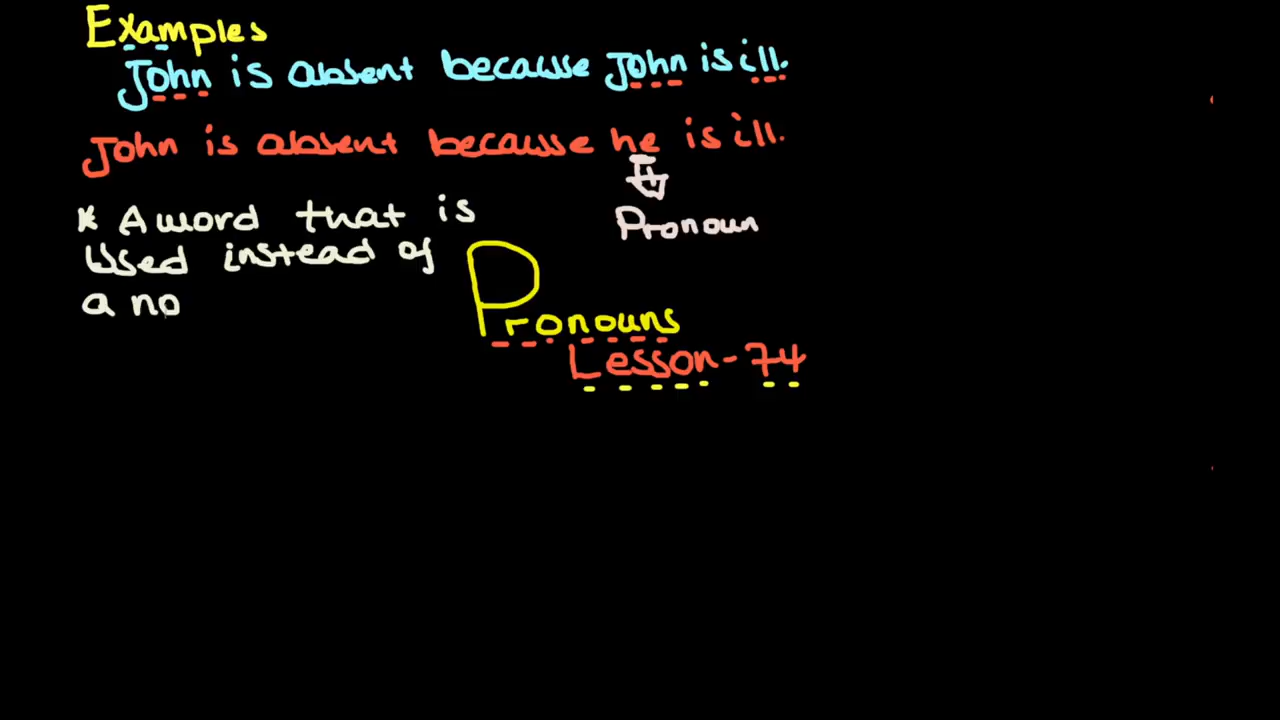 Examples
John is absent because John is ill.
John is absent because he is ill.
Pronoun
* A word that is
Used instead of
a no
Pronouns
Lesson-74